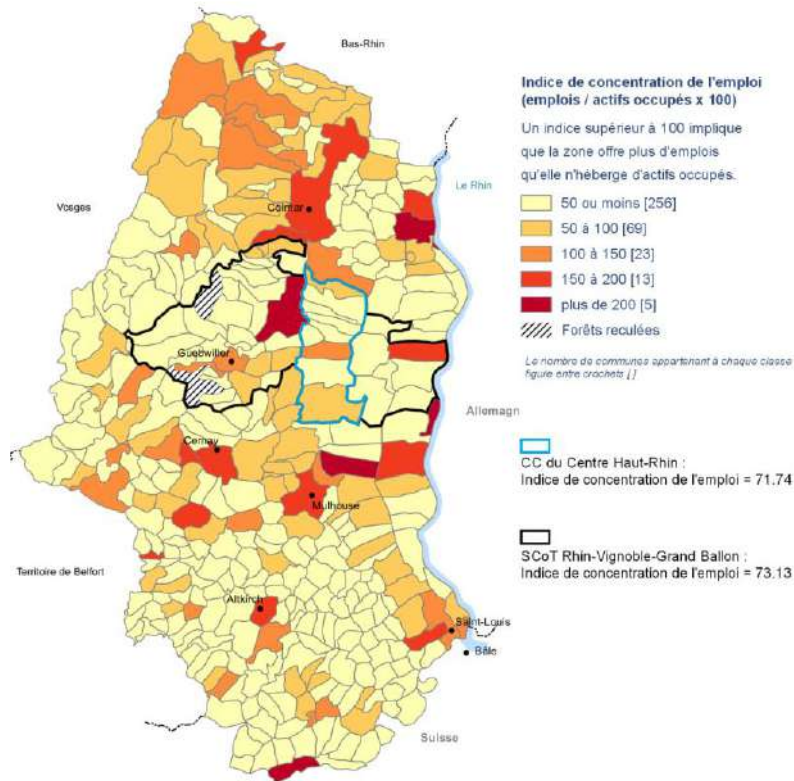 Bas-Rhin
Vosges
Le Rhin
Colmar
Guebwiller
Allemagn
Cernay
Mulhouse
Territoire de Belfort
Altkirch
Saint-Louis
Bâle
Suisse
Indice de concentration de l'emploi
(emplois / actifs occupés x 100)
Un indice supérieur à 100 implique
que la zone offre plus d'emplois
qu'elle n'héberge d'actifs occupés.
50 ou moins [256]
50 à 100 [69]
100 à 150 [23]
150 à 200 [13]
plus de 200 [5]
Forêts reculées
Le nombre de communes appartenant à chaque classe
figure entre crochets [ ]
CC du Centre Haut-Rhin :
Indice de concentration de l'emploi = 71.74
SCoT Rhin-Vignoble-Grand Ballon :
Indice de concentration de l'emploi = 73.13